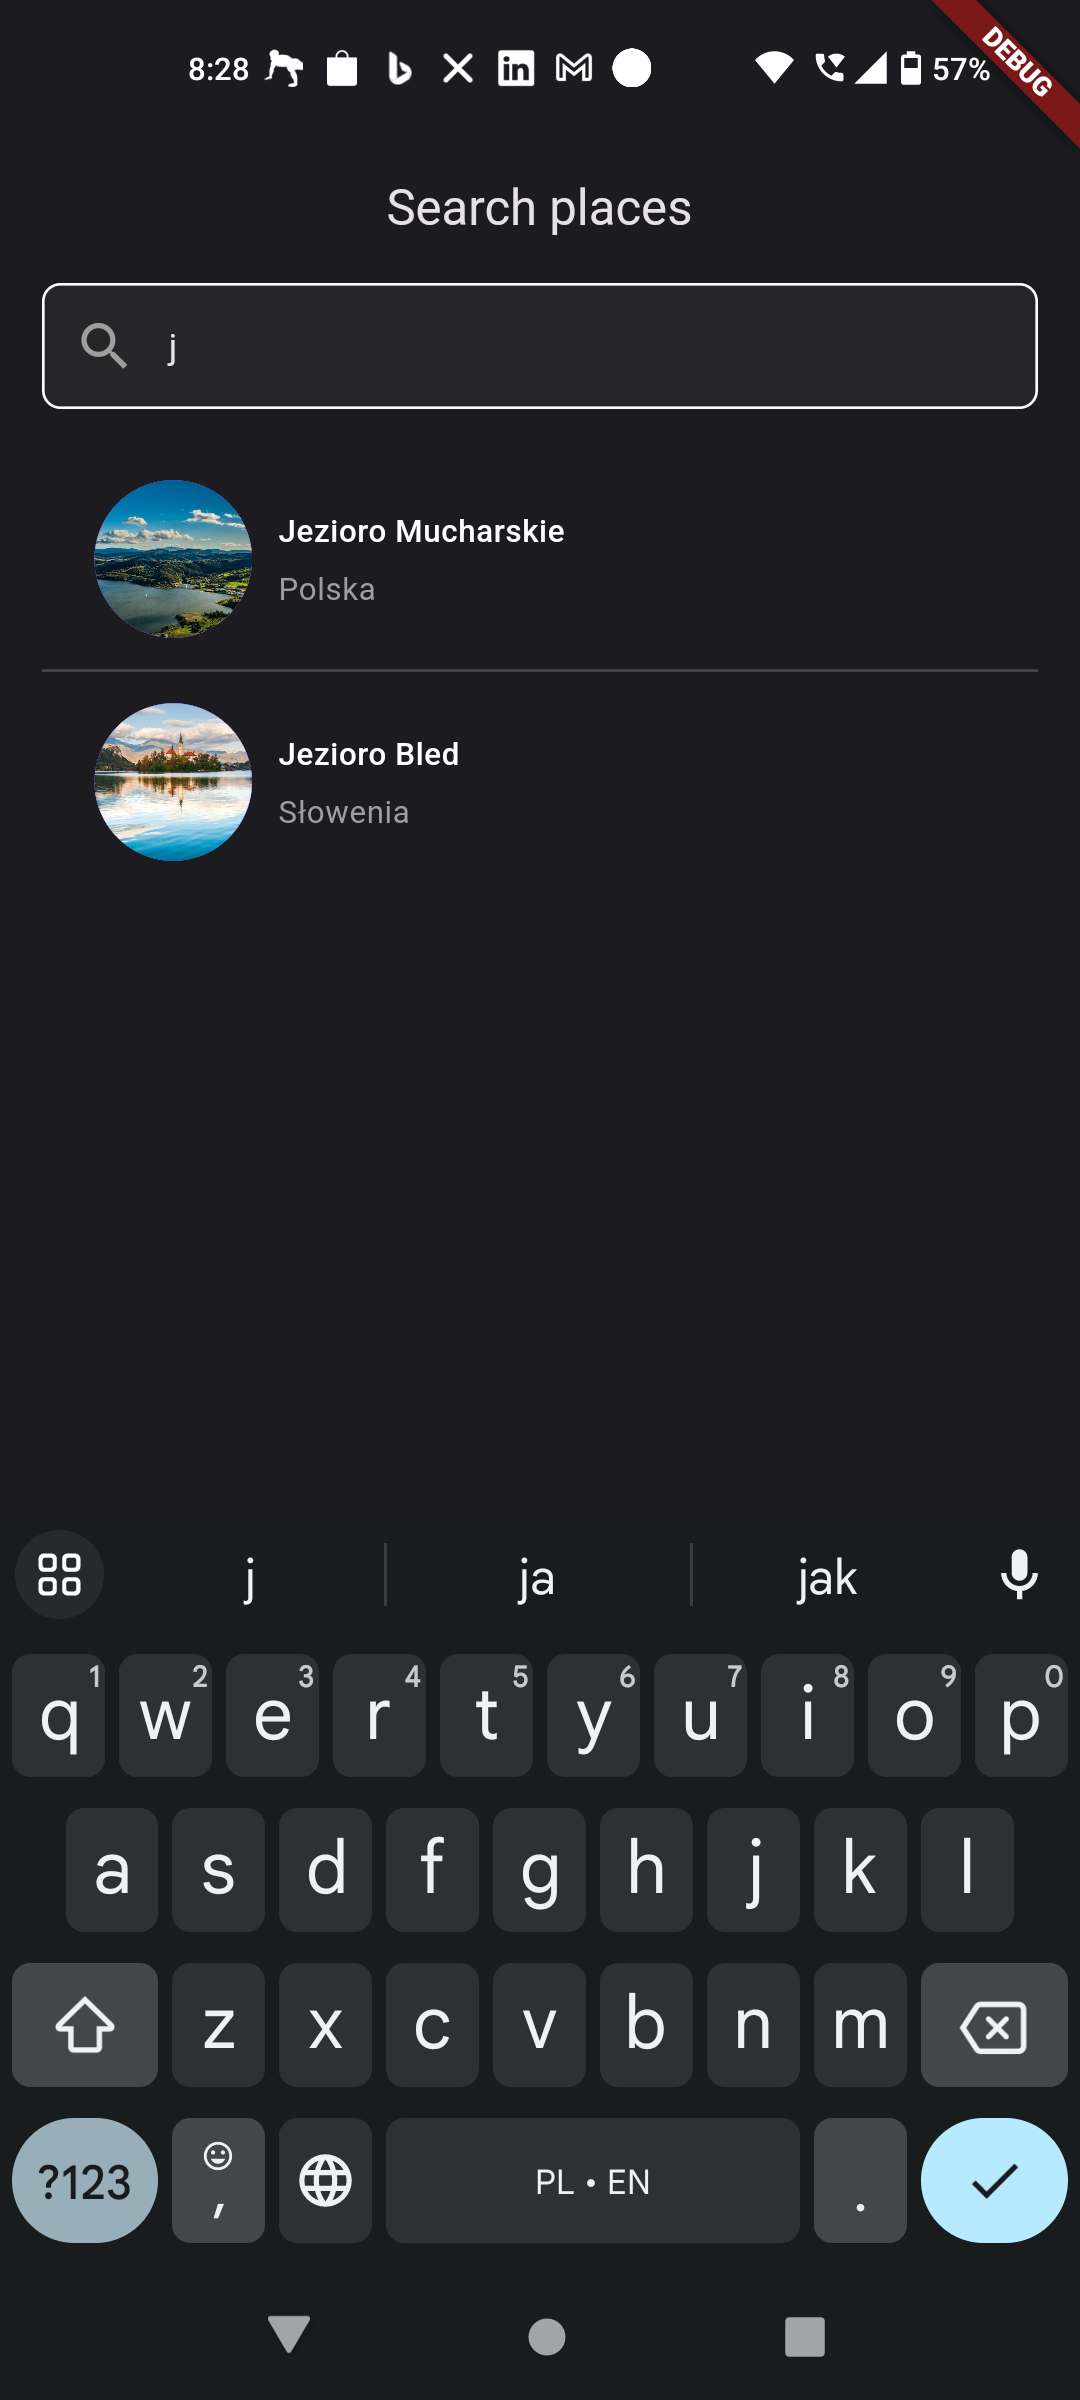 8:28
57%
DEBUG
Search places
j
Jezioro Mucharskie
Polska
Jezioro Bled
Słowenia
j ja jak
1 2 3 4 5 6 7 8 9 0
q w e r t y u i o p
a s d f g h j k l
z x c v b n m
?123 , PL • EN .